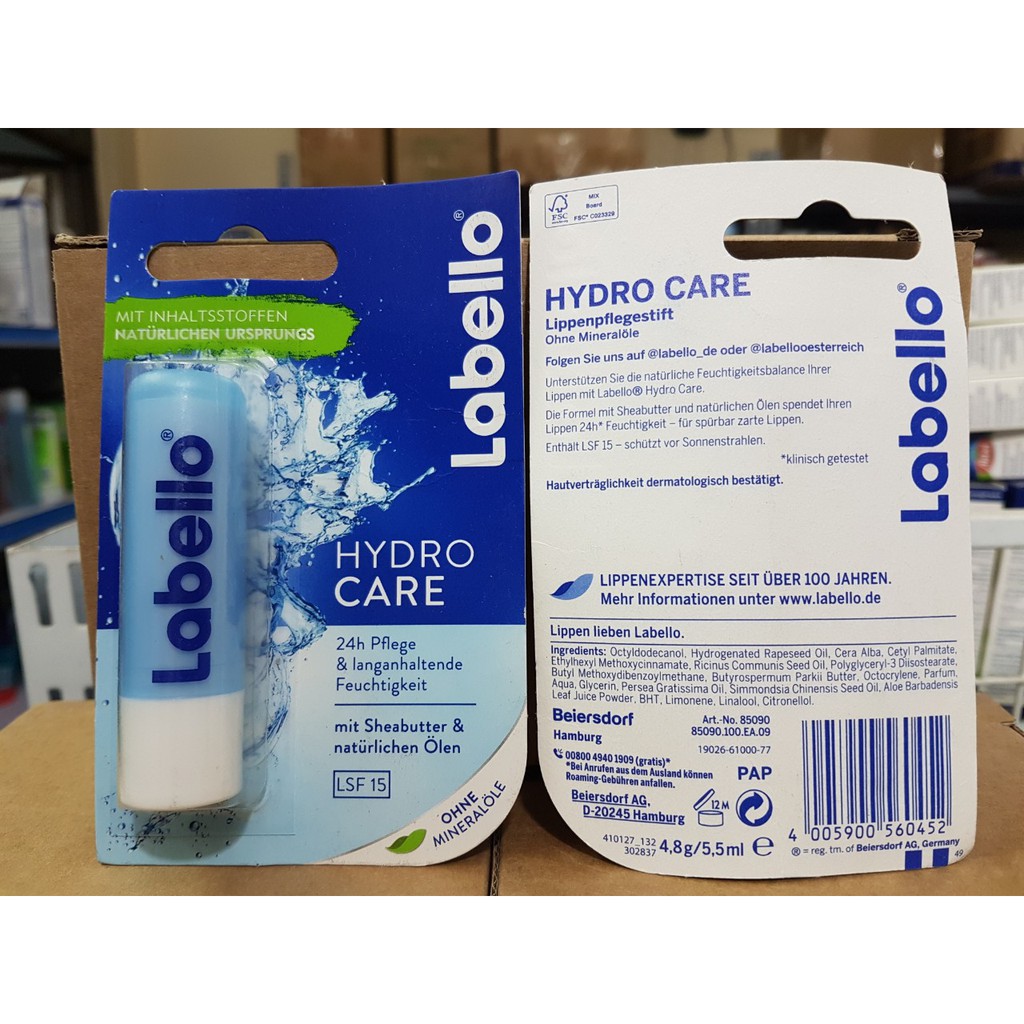 MIT INHALTSSTOFFEN
NATÜRLICHEN URSPRUNGS
Labello®
Labello®
HYDRO
CARE
24h Pflege
& langanhaltende
Feuchtigkeit
mit Sheabutter &
natürlichen Ölen
LSF 15
OHNE
MINERALÖLE
FSC
MIX
Board
FSC® C023329
HYDRO CARE
Lippenpflegestift
Ohne Mineralöle
Folgen Sie uns auf @labello_de oder @labellooesterreich
Unterstützen Sie die natürliche Feuchtigkeitsbalance Ihrer
Lippen mit Labello® Hydro Care.
Die Formel mit Sheabutter und natürlichen Ölen spendet Ihren
Lippen 24h* Feuchtigkeit – für spürbar zarte Lippen.
Enthält LSF 15 – schützt vor Sonnenstrahlen.
*klinisch getestet
Hautverträglichkeit dermatologisch bestätigt.
Labello®
LIPPENEXPERTISE SEIT ÜBER 100 JAHREN.
Mehr Informationen unter www.labello.de
Lippen lieben Labello.
Ingredients: Octyldodecanol, Hydrogenated Rapeseed Oil, Cera Alba, Cetyl Palmitate,
Ethylhexyl Methoxycinnamate, Ricinus Communis Seed Oil, Polyglyceryl-3 Diisostearate,
Butyl Methoxydibenzoylmethane, Butyrospermum Parkii Butter, Octocrylene, Parfum,
Aqua, Glycerin, Persea Gratissima Oil, Simmondsia Chinensis Seed Oil, Aloe Barbadensis
Leaf Juice Powder, BHT, Limonene, Linalool, Citronellol.
Beiersdorf
Hamburg
Art.-No. 85090
85090.100.EA.09
19026-61000-77
00800 4940 1909 (gratis)*
*Bei Anrufen aus dem Ausland können
Roaming-Gebühren anfallen.
PAP
Beiersdorf AG,
D-20245 Hamburg
12 M
410127_132
302837
4,8g/5,5ml e
4 005900 560452
® = reg. tm. of Beiersdorf AG, Germany
49